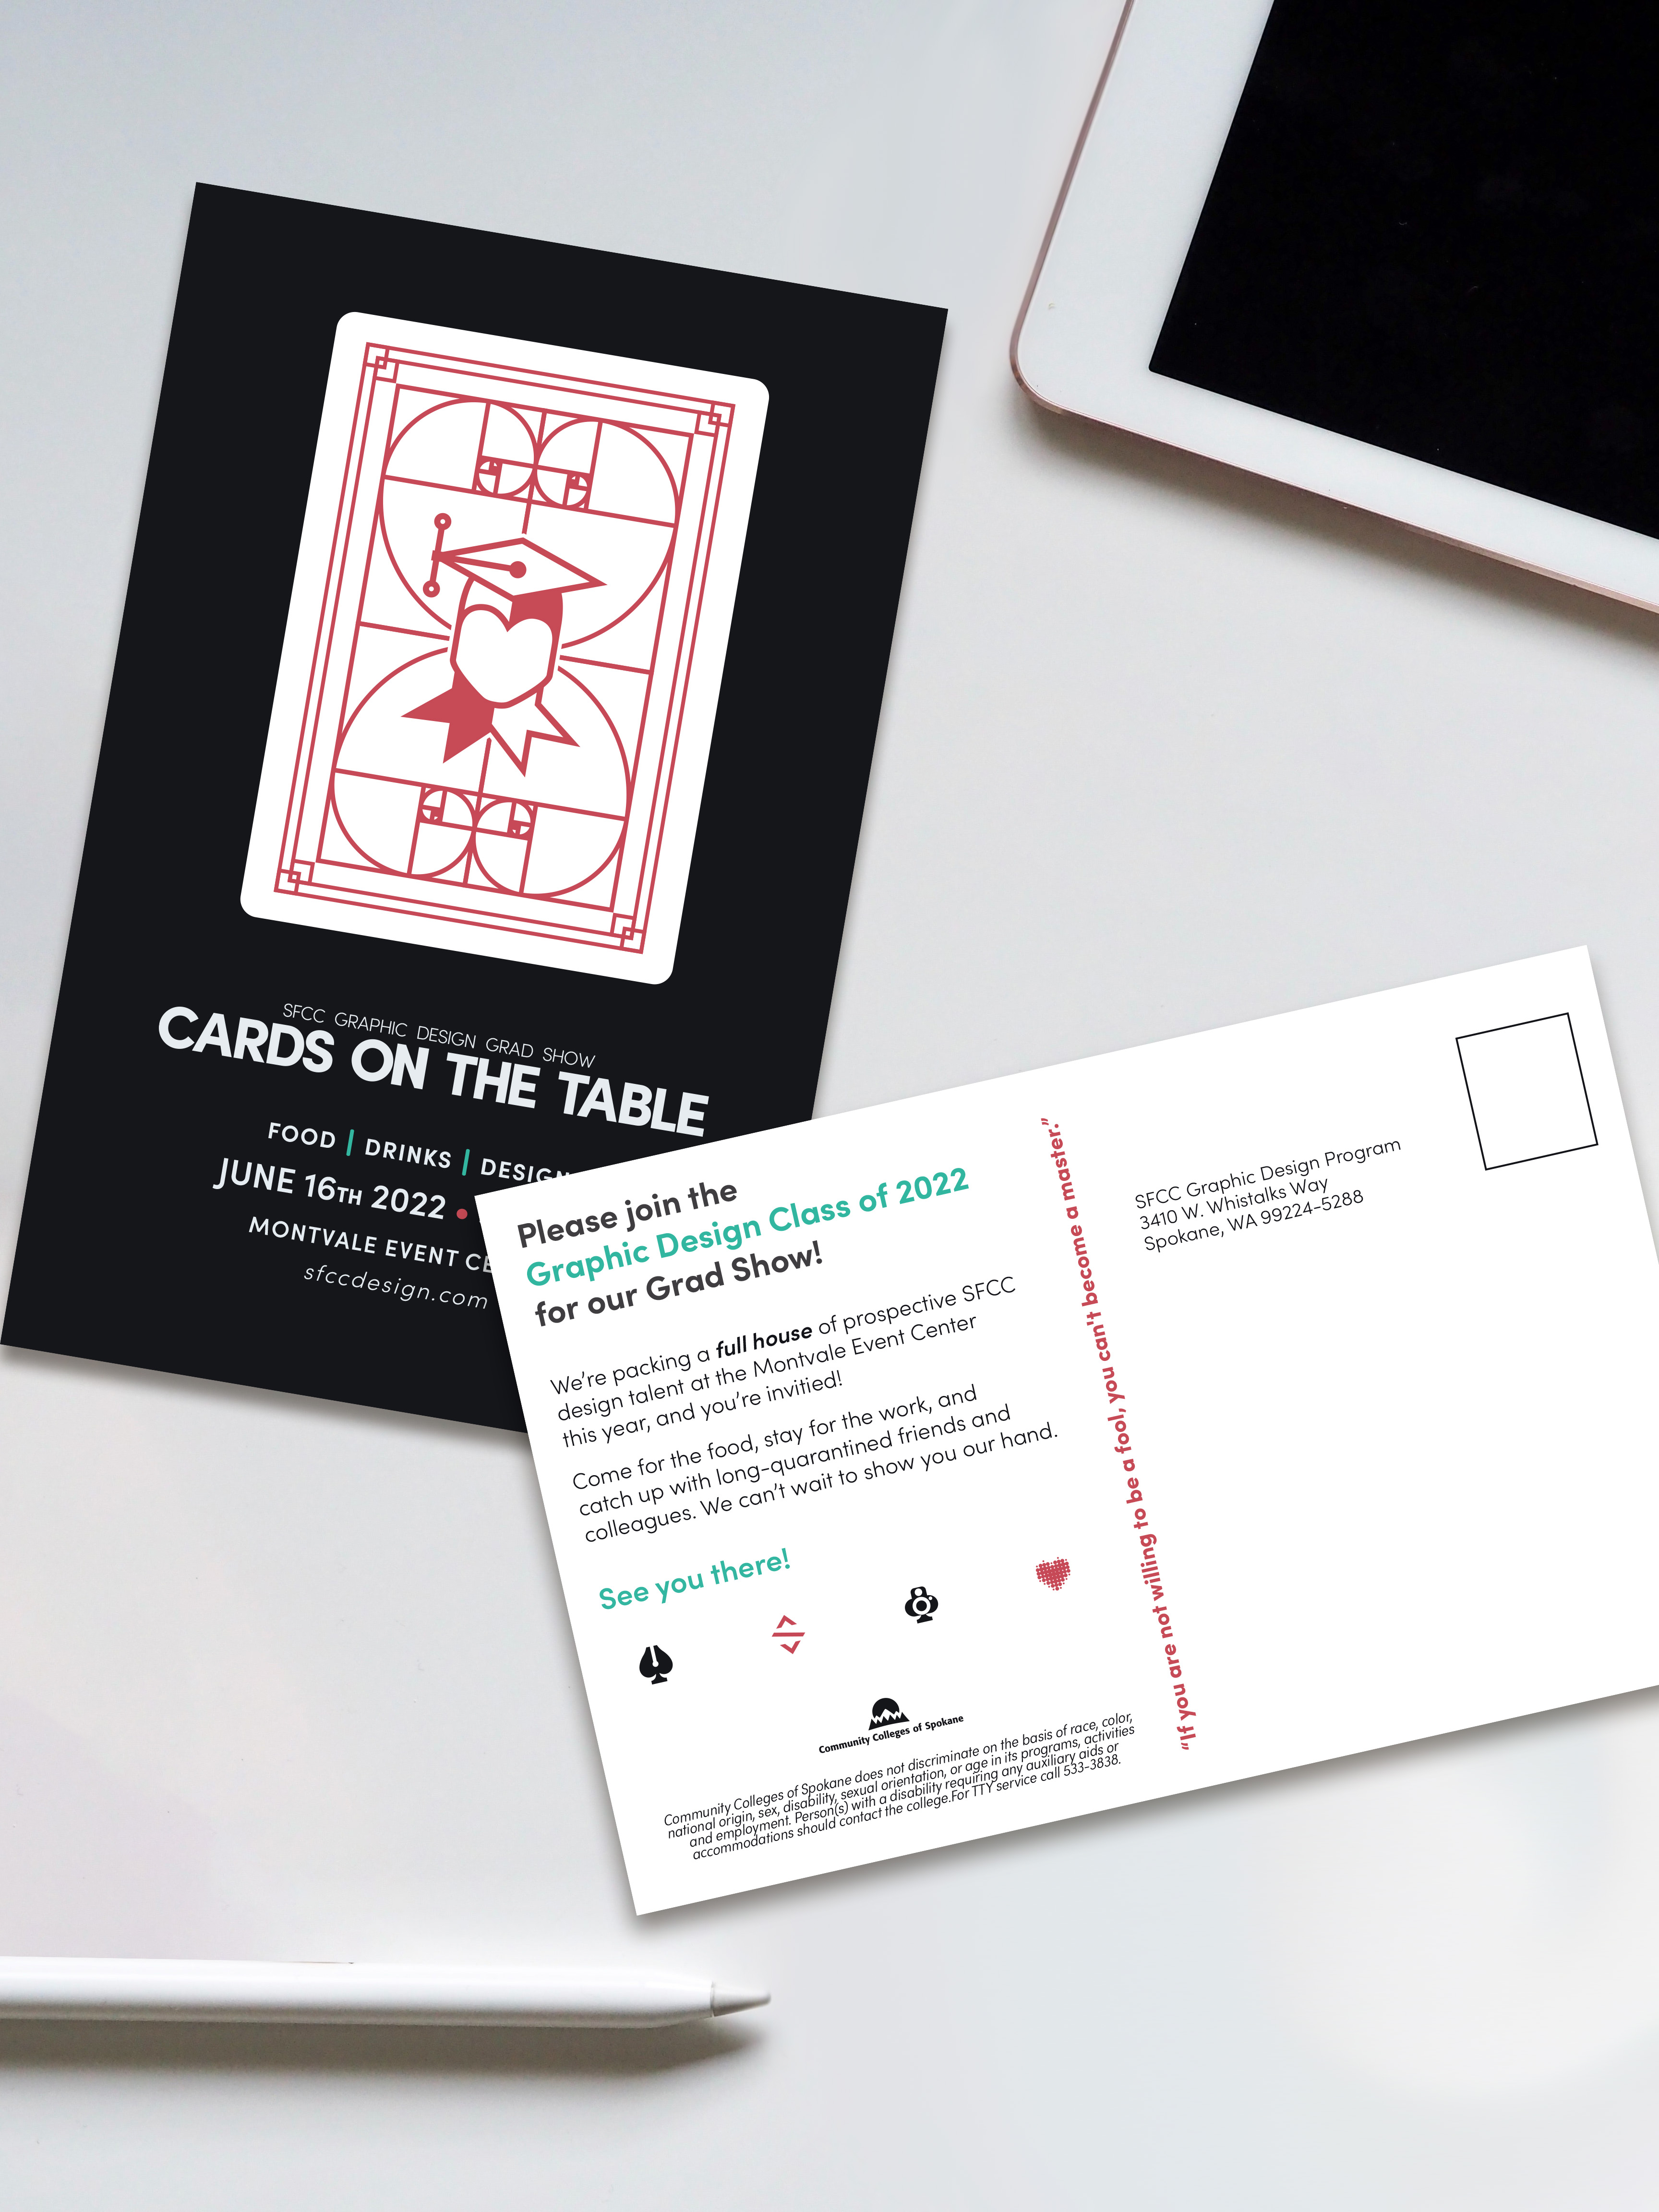 SFCC GRAPHIC DESIGN GRAD SHOW
CARDS ON THE TABLE
FOOD | DRINKS | DESIGN
JUNE 16TH 2022 •
MONTVALE EVENT
sfccdesign.com
Please join the
Graphic Design Class of 2022
for our Grad Show!
We're packing a full house of prospective SFCC
design talent at the Montvale Event Center
this year, and you're invitied!
Come for the food, stay for the work, and
catch up with long-quarantined friends and
colleagues. We can't wait to show you our hand.
See you there!
Community Colleges of Spokane
Community Colleges of Spokane does not discriminate on the basis of race, color,
national origin, sex, disability, sexual orientation, or age in its programs, activities
and employment. Person(s) with a disability requiring any auxiliary aids or
accommodations should contact the college.For TTY service call 533-3838.
"If you are not willing to be a fool, you can't become a master."
SFCC Graphic Design Program
3410 W. Whistalks Way
Spokane, WA 99224-5288